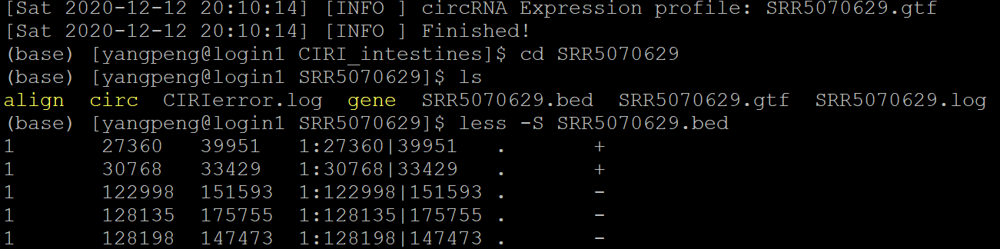 [Sat 2020-12-12 20:10:14] [INFO ] circRNA Expression profile: SRR5070629.gtf
[Sat 2020-12-12 20:10:14] [INFO ] Finished!
(base) [yangpeng@login1 CIRI_intestines]$ cd SRR5070629
(base) [yangpeng@login1 SRR5070629]$ ls
align  circ  CIRIerror.log  gene  SRR5070629.bed  SRR5070629.gtf  SRR5070629.log
(base) [yangpeng@login1 SRR5070629]$ less -S SRR5070629.bed
1       27360   39951   1:27360|39951   .       +
1       30768   33429   1:30768|33429   .       +
1       122998  151593  1:122998|151593 .       -
1       128135  175755  1:128135|175755 .       -
1       128198  147473  1:128198|147473 .       -